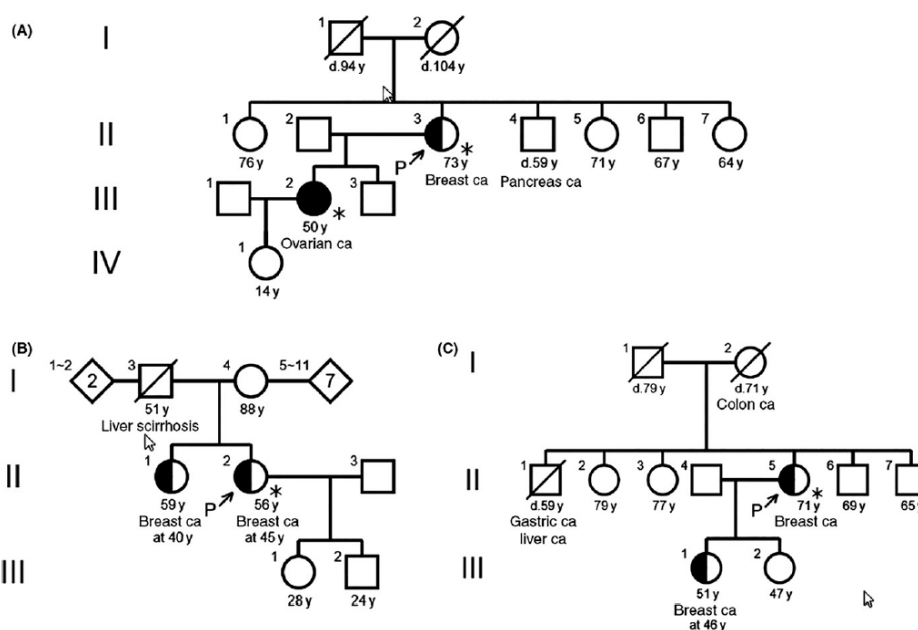 (A)
I
1
2
d.94 y
d.104 y
II
1
2
3
4
5
6
7
76 y
P
73 y
*
d.59 y
71 y
67 y
64 y
Breast ca
Pancreas ca
III
1
2
3
50 y
*
Ovarian ca
IV
1
14 y
(B)
I
1~2
2
3
4
5~11
7
51 y
88 y
Liver scirrhosis
II
1
2
3
P
59 y
56 y
*
Breast ca
at 40 y
Breast ca
at 45 y
III
1
2
28 y
24 y
(C)
I
1
2
d.79 y
d.71 y
Colon ca
II
1
2
3
4
5
6
7
P
d.59 y
79 y
77 y
71 y
*
69 y
65
Gastric ca
liver ca
Breast ca
III
1
2
51 y
47 y
Breast ca
at 46 y